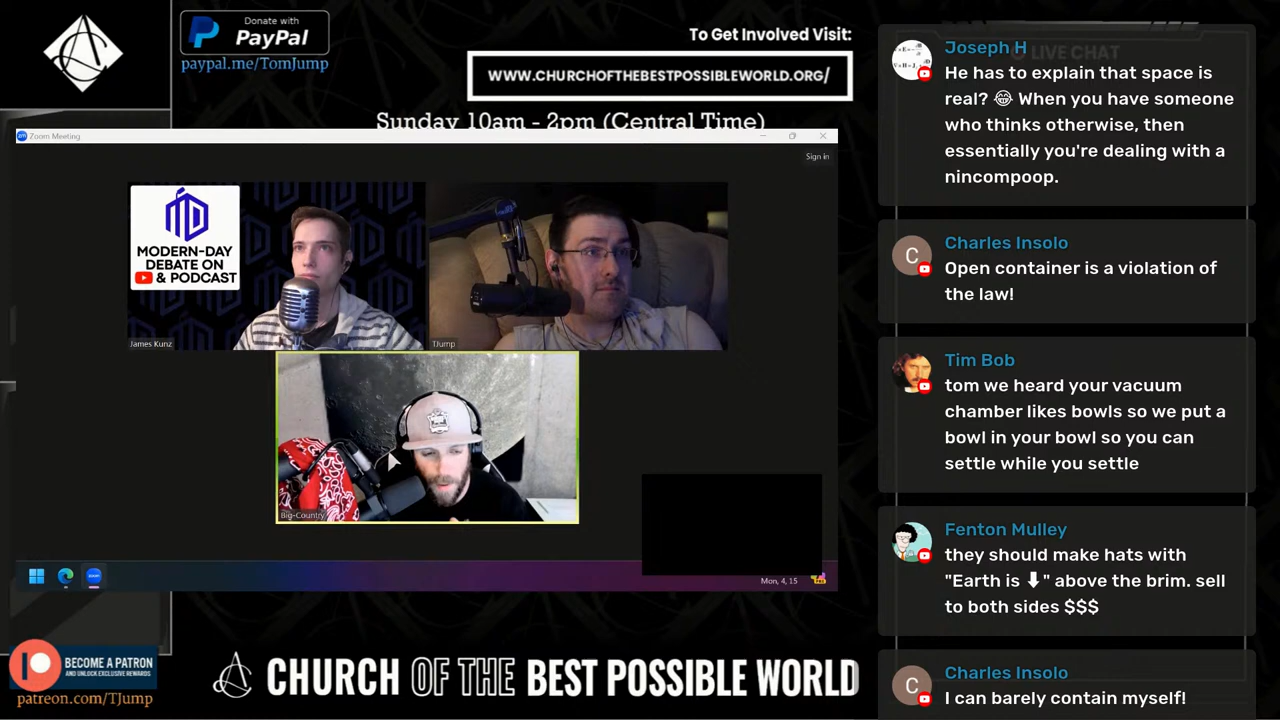 Donate with
PayPal
paypal.me/TomJump
To Get Involved Visit:
WWW.CHURCHOFTHEBESTPOSSIBLEWORLD.ORG/
Sunday 10am - 2pm (Central Time)
Zoom Meeting
Sign in
MODERN-DAY
DEBATE ON
& PODCAST
James Kunz
TJump
Big-Country
Mon, 4, 15
BECOME A PATRON
AND UNLOCK EXCLUSIVE REWARDS
patreon.com/TJump
CHURCH OF THE BEST POSSIBLE WORLD
LIVE CHAT
Joseph H
He has to explain that space is
real? 😂 When you have someone
who thinks otherwise, then
essentially you're dealing with a
nincompoop.
C
Charles Insolo
Open container is a violation of
the law!
Tim Bob
tom we heard your vacuum
chamber likes bowls so we put a
bowl in your bowl so you can
settle while you settle
Fenton Mulley
they should make hats with
"Earth is ⬇" above the brim. sell
to both sides $$$
C
Charles Insolo
I can barely contain myself!